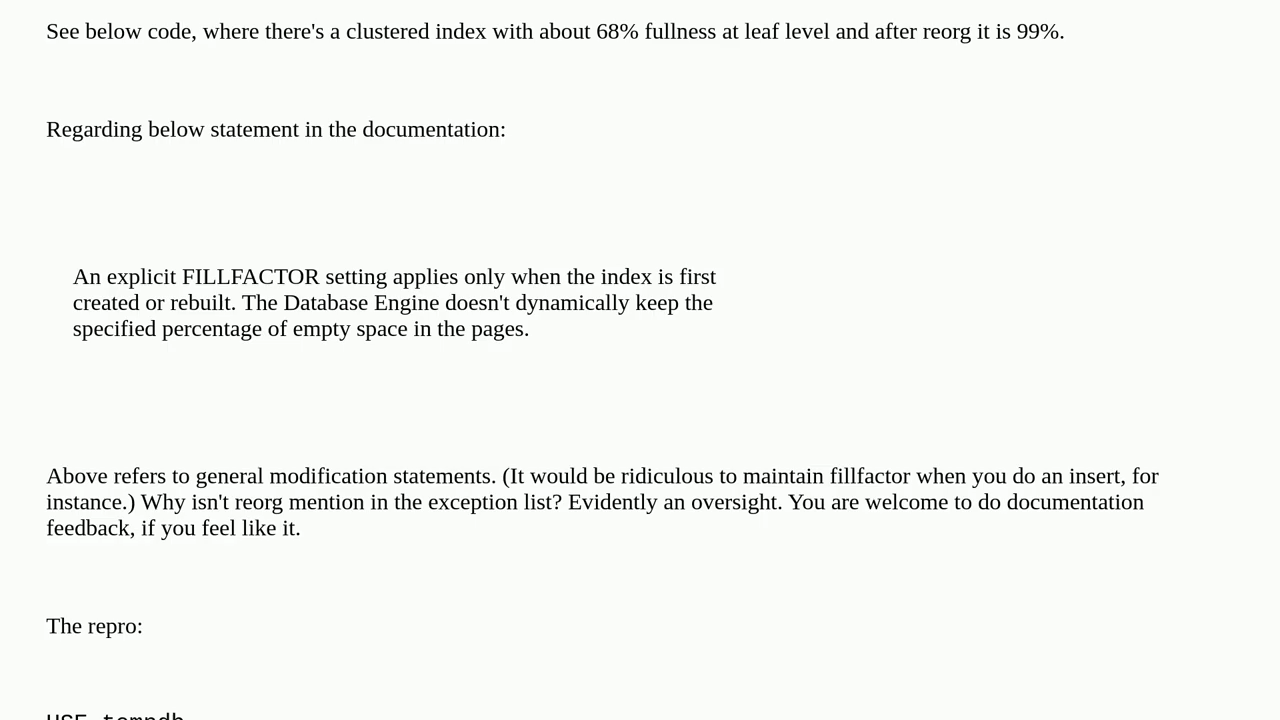 See below code, where there's a clustered index with about 68% fullness at leaf level and after reorg it is 99%.
Regarding below statement in the documentation:
An explicit FILLFACTOR setting applies only when the index is first
created or rebuilt. The Database Engine doesn't dynamically keep the
specified percentage of empty space in the pages.
Above refers to general modification statements. (It would be ridiculous to maintain fillfactor when you do an insert, for
instance.) Why isn't reorg mention in the exception list? Evidently an oversight. You are welcome to do documentation
feedback, if you feel like it.
The repro:
USE tempdb